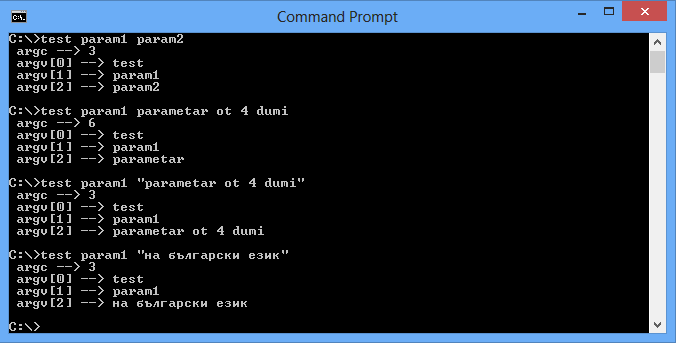 Command Prompt
C:\>test param1 param2
argc --> 3
argv[0] --> test
argv[1] --> param1
argv[2] --> param2
C:\>test param1 parametar ot 4 dumi
argc --> 6
argv[0] --> test
argv[1] --> param1
argv[2] --> parametar
C:\>test param1 "parametar ot 4 dumi"
argc --> 3
argv[0] --> test
argv[1] --> param1
argv[2] --> parametar ot 4 dumi
C:\>test param1 "на български език"
argc --> 3
argv[0] --> test
argv[1] --> param1
argv[2] --> на български език
C:\>